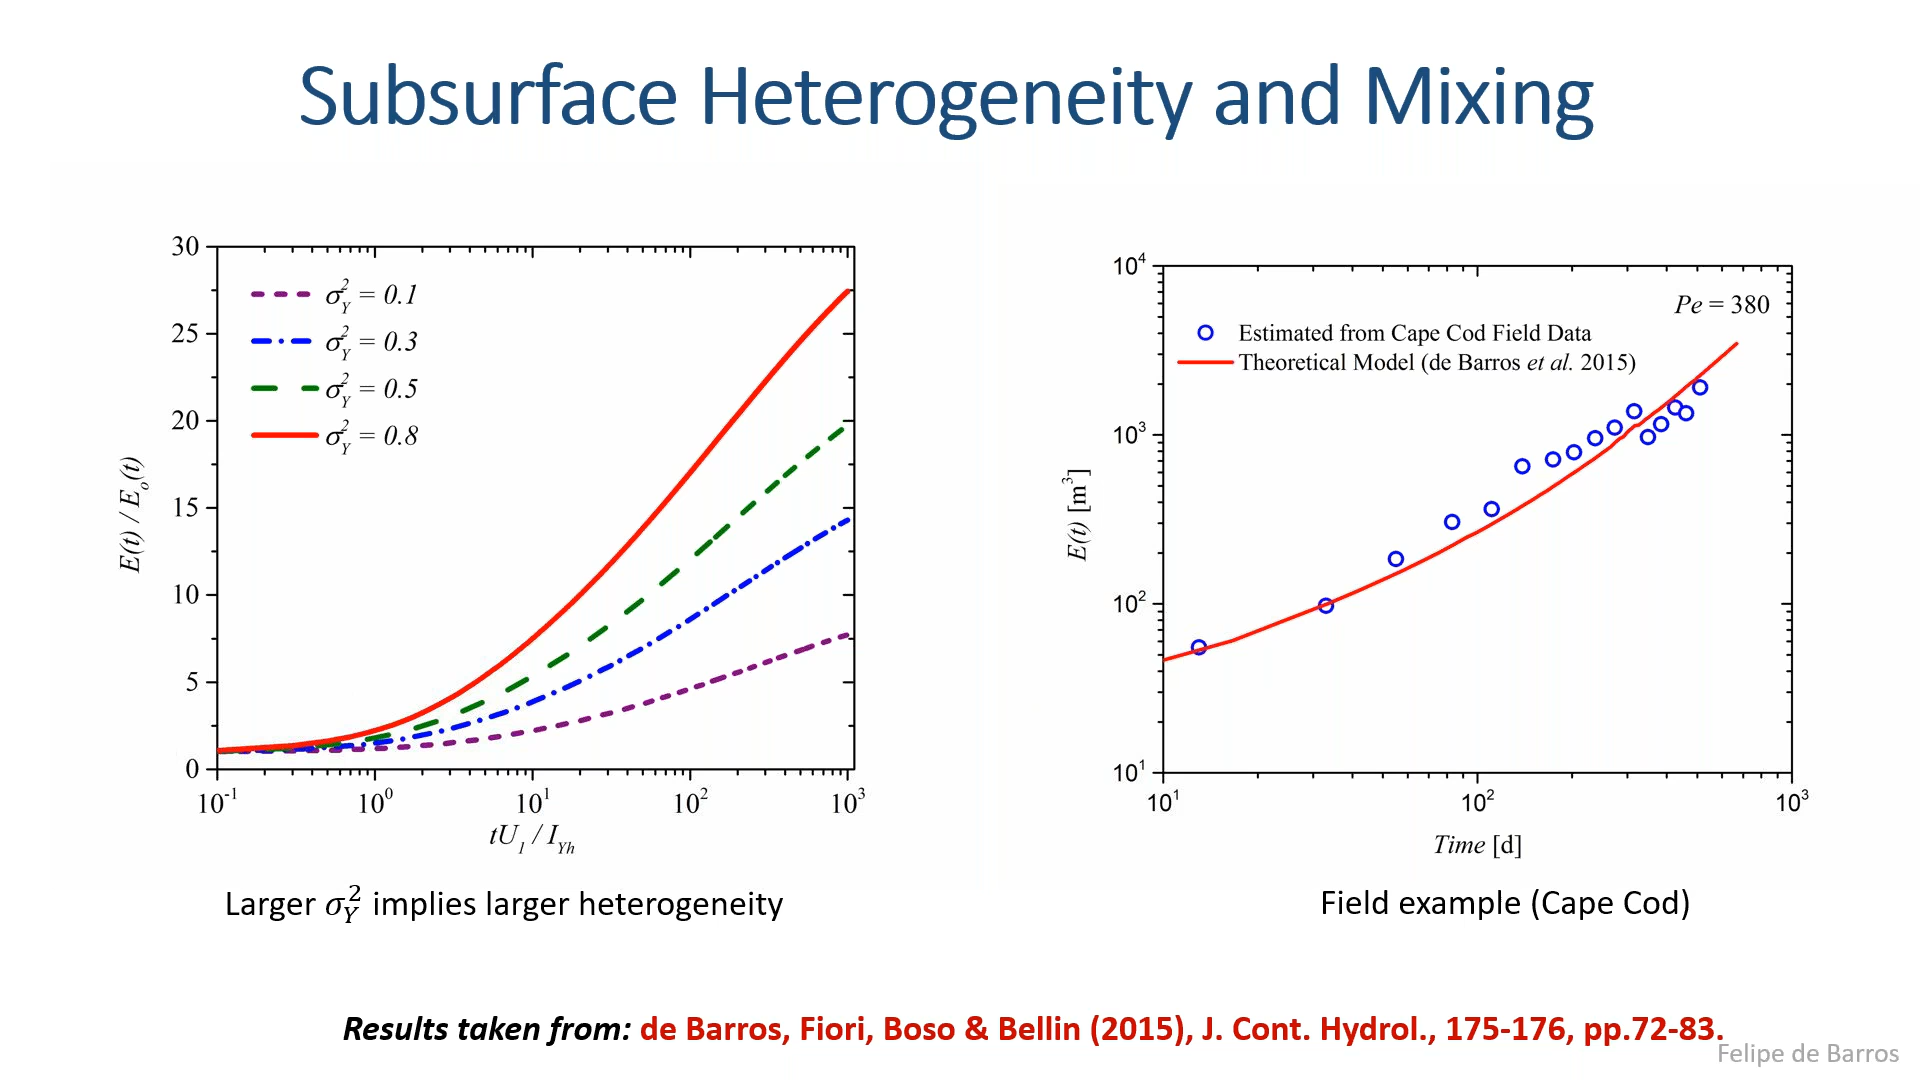 Subsurface Heterogeneity and Mixing
30
25
20
15
10
5
0
E(t) / Eₒ(t)
σ²_Y = 0.1
σ²_Y = 0.3
σ²_Y = 0.5
σ²_Y = 0.8
10⁻¹ 10⁰ 10¹ 10² 10³
tU₁ / I_Yh
Larger σ²_Y implies larger heterogeneity
10⁴
10³
10²
10¹
E(t) [m³]
Pe = 380
Estimated from Cape Cod Field Data
Theoretical Model (de Barros et al. 2015)
10¹ 10² 10³
Time [d]
Field example (Cape Cod)
Results taken from: de Barros, Fiori, Boso & Bellin (2015), J. Cont. Hydrol., 175-176, pp.72-83.
Felipe de Barros